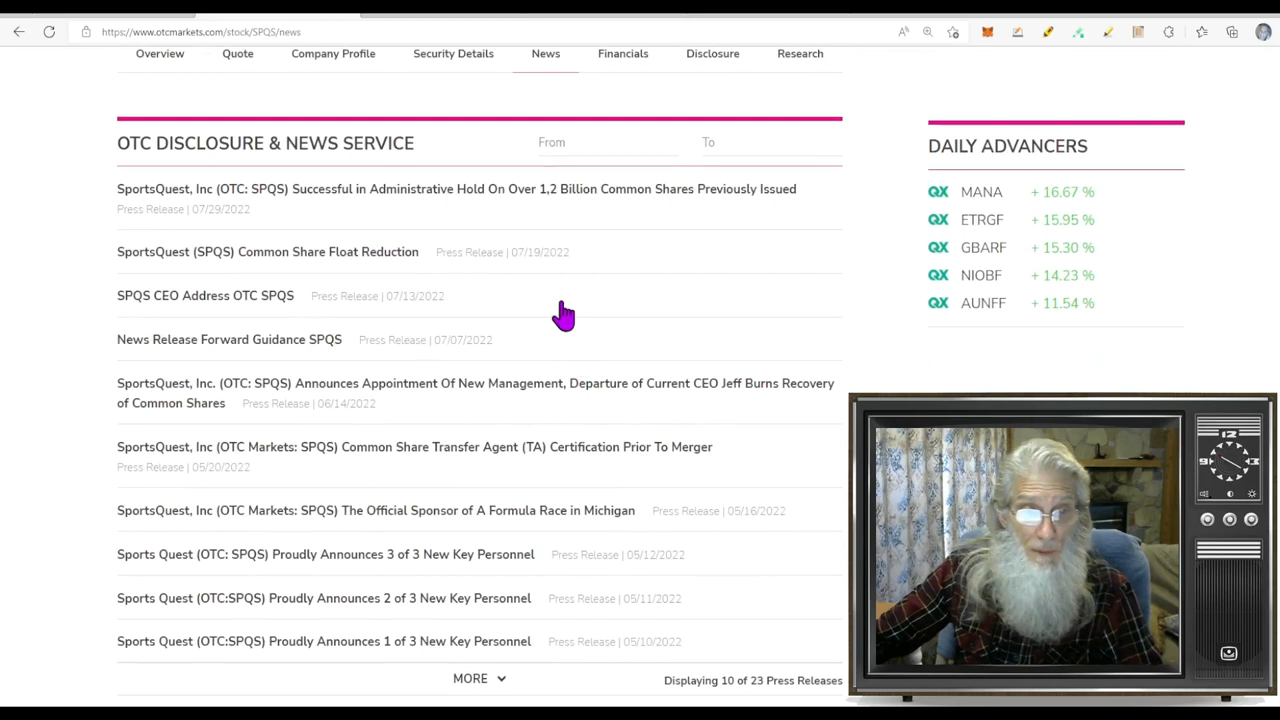 https://www.otcmarkets.com/stock/SPQS/news
Overview Quote Company Profile Security Details News Financials Disclosure Research
OTC DISCLOSURE & NEWS SERVICE From To
SportsQuest, Inc (OTC: SPQS) Successful in Administrative Hold On Over 1,2 Billion Common Shares Previously Issued
Press Release | 07/29/2022
SportsQuest (SPQS) Common Share Float Reduction Press Release | 07/19/2022
SPQS CEO Address OTC SPQS Press Release | 07/13/2022
News Release Forward Guidance SPQS Press Release | 07/07/2022
SportsQuest, Inc. (OTC: SPQS) Announces Appointment Of New Management, Departure of Current CEO Jeff Burns Recovery
of Common Shares Press Release | 06/14/2022
SportsQuest, Inc (OTC Markets: SPQS) Common Share Transfer Agent (TA) Certification Prior To Merger
Press Release | 05/20/2022
SportsQuest, Inc (OTC Markets: SPQS) The Official Sponsor of A Formula Race in Michigan Press Release | 05/16/2022
Sports Quest (OTC: SPQS) Proudly Announces 3 of 3 New Key Personnel Press Release | 05/12/2022
Sports Quest (OTC:SPQS) Proudly Announces 2 of 3 New Key Personnel Press Release | 05/11/2022
Sports Quest (OTC:SPQS) Proudly Announces 1 of 3 New Key Personnel Press Release | 05/10/2022
MORE Displaying 10 of 23 Press Releases
DAILY ADVANCERS
QX MANA + 16.67 %
QX ETRGF + 15.95 %
QX GBARF + 15.30 %
QX NIOBF + 14.23 %
QX AUNFF + 11.54 %
12
9 3